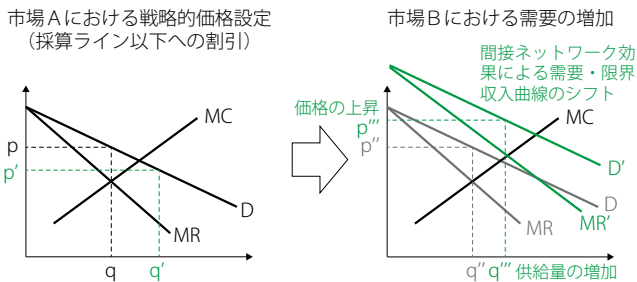 市場Aにおける戦略的価格設定
（採算ライン以下への割引）
p
p′
MC
D
MR
q
q′
市場Bにおける需要の増加
間接ネットワーク効
果による需要・限界
収入曲線のシフト
価格の上昇
p‴
p″
MC
D′
D
MR
MR′
q″
q‴
供給量の増加